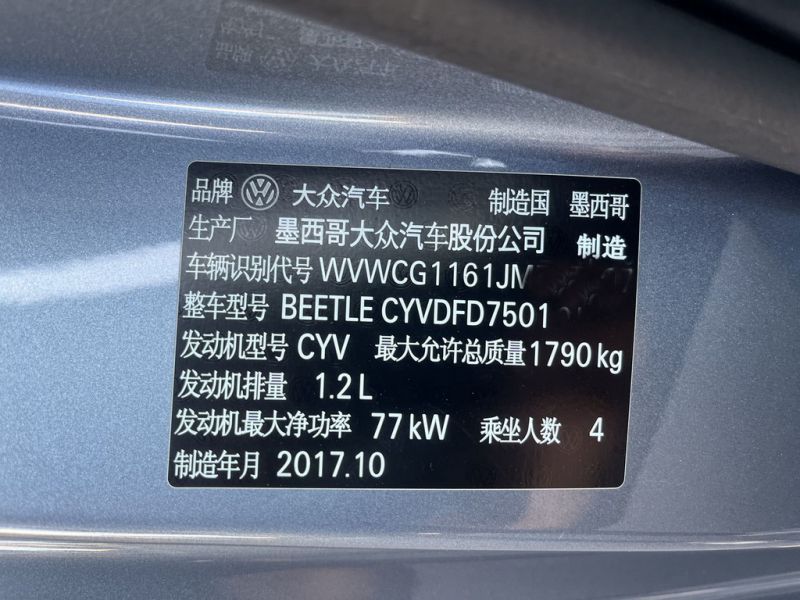 品牌 大众汽车 制造国 墨西哥
生产厂 墨西哥大众汽车股份公司 制造
车辆识别代号 WVWCG1161JM
整车型号 BEETLE CYVDFD7501
发动机型号 CYV 最大允许总质量 1790 kg
发动机排量 1.2 L
发动机最大净功率 77 kW 乘坐人数 4
制造年月 2017.10